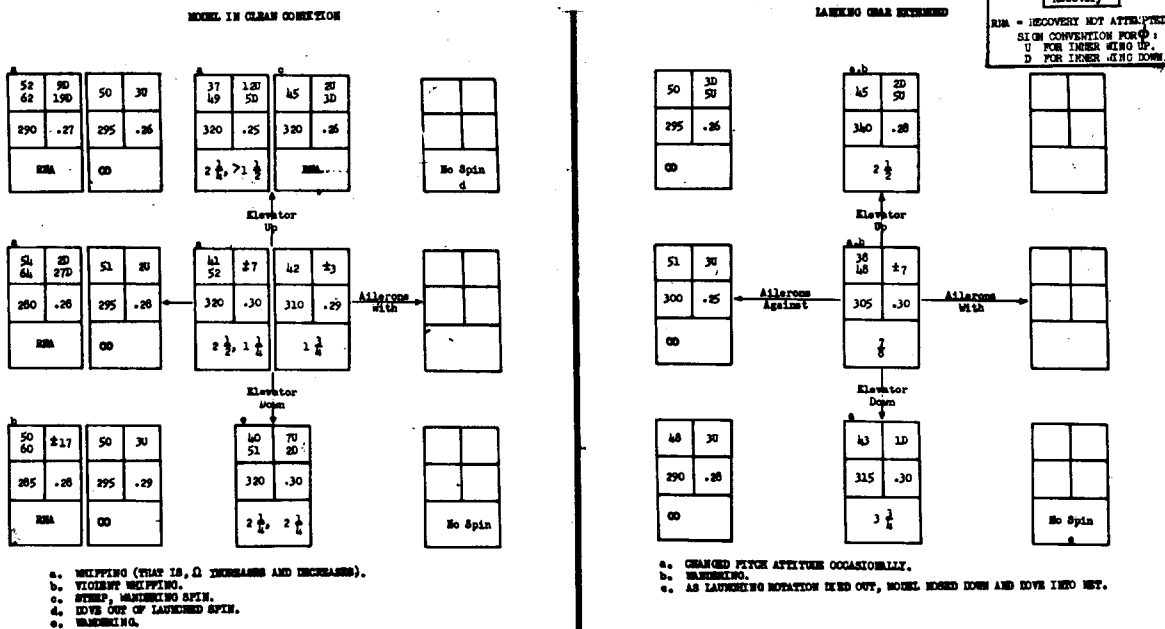 MODEL IN CLEAN CONDITION
a
52 62 9D 19D
290 .27
RNA
50 3U
295 .26
∞
a
37 49 12U 5D
320 .25
2 1/4, >1 1/2
c
45 2U 3D
320 .26
RNA
No Spin
d
Elevator
Up
a
54 64 2D 27D
280 .28
RNA
51 2U
295 .28
∞
a
41 52 ±7
320 .30
2 1/2, 1 1/4
42 ±3
310 .29
1 3/4
Ailerons
With
Elevator
Down
b
50 60 ±17
285 .28
RNA
50 3U
295 .29
∞
e
40 51 7U 2D
320 .30
2 1/4, 2 1/4
No Spin
a. WHIPPING (THAT IS, Ω INCREASES AND DECREASES).
b. VIOLENT WHIPPING.
c. STEEP, WANDERING SPIN.
d. DOVE OUT OF LAUNCHED SPIN.
e. WANDERING.
LANDING GEAR EXTENDED
Recovery
RNA = RECOVERY NOT ATTEMPTED
SIGN CONVENTION FOR Φ :
U FOR INNER WING UP.
D FOR INNER WING DOWN.
50 3D 5U
295 .26
∞
a.b
45 2D 5U
340 .28
2 1/2
Elevator
Up
51 3U
300 .25
∞
Ailerons
Against
a.b
38 48 ±7
305 .30
7/8
Ailerons
With
Elevator
Down
48 3U
290 .28
∞
a
43 1D
315 .30
3 1/4
No Spin
c
a. CHANGED PITCH ATTITUDE OCCASIONALLY.
b. WANDERING.
c. AS LAUNCHING ROTATION DIED OUT, MODEL NOSED DOWN AND DOVE INTO NET.